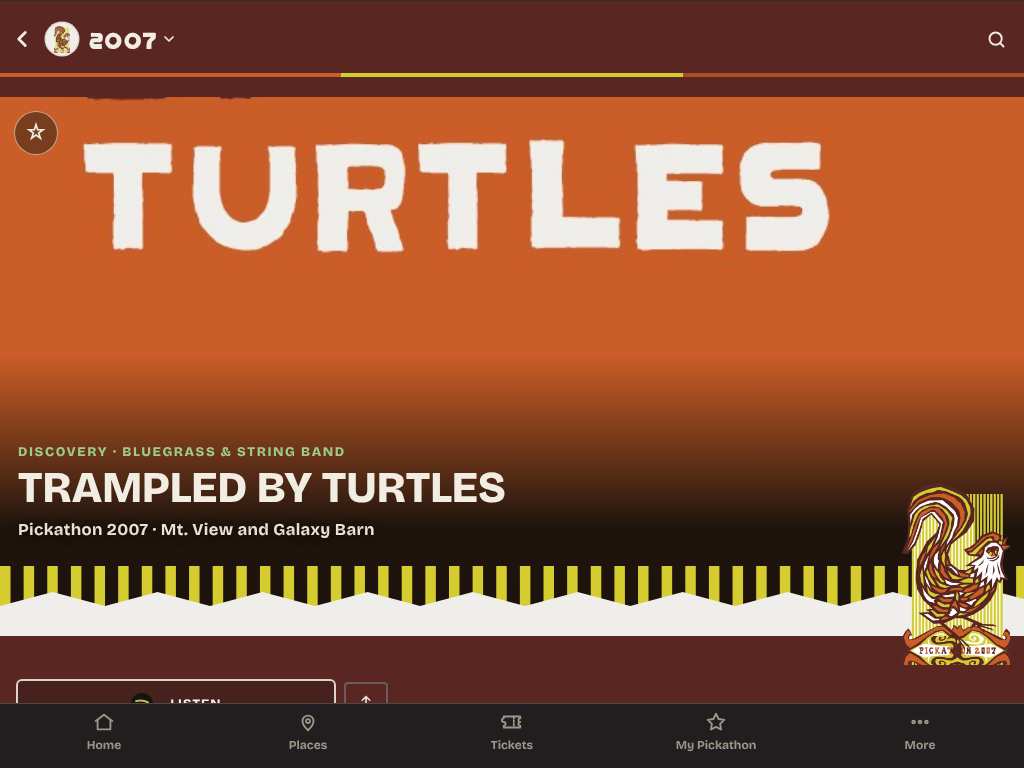 2007
TURTLES
DISCOVERY · BLUEGRASS & STRING BAND
TRAMPLED BY TURTLES
Pickathon 2007 · Mt. View and Galaxy Barn
LISTEN
Home
Places
Tickets
My Pickathon
More